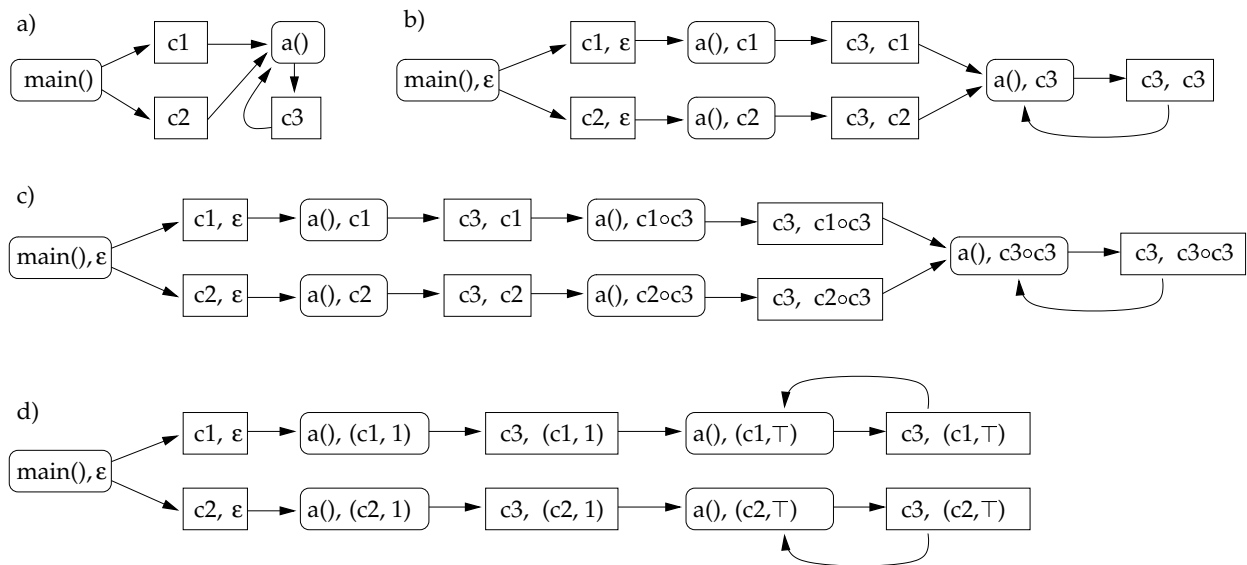 a)
c1
a()
main()
c2
c3
b)
c1, ε
a(), c1
c3, c1
main(), ε
a(), c3
c3, c3
c2, ε
a(), c2
c3, c2
c)
c1, ε
a(), c1
c3, c1
a(), c1∘c3
c3, c1∘c3
main(), ε
a(), c3∘c3
c3, c3∘c3
c2, ε
a(), c2
c3, c2
a(), c2∘c3
c3, c2∘c3
d)
c1, ε
a(), (c1, 1)
c3, (c1, 1)
a(), (c1,⊤)
c3, (c1,⊤)
main(), ε
c2, ε
a(), (c2, 1)
c3, (c2, 1)
a(), (c2,⊤)
c3, (c2,⊤)